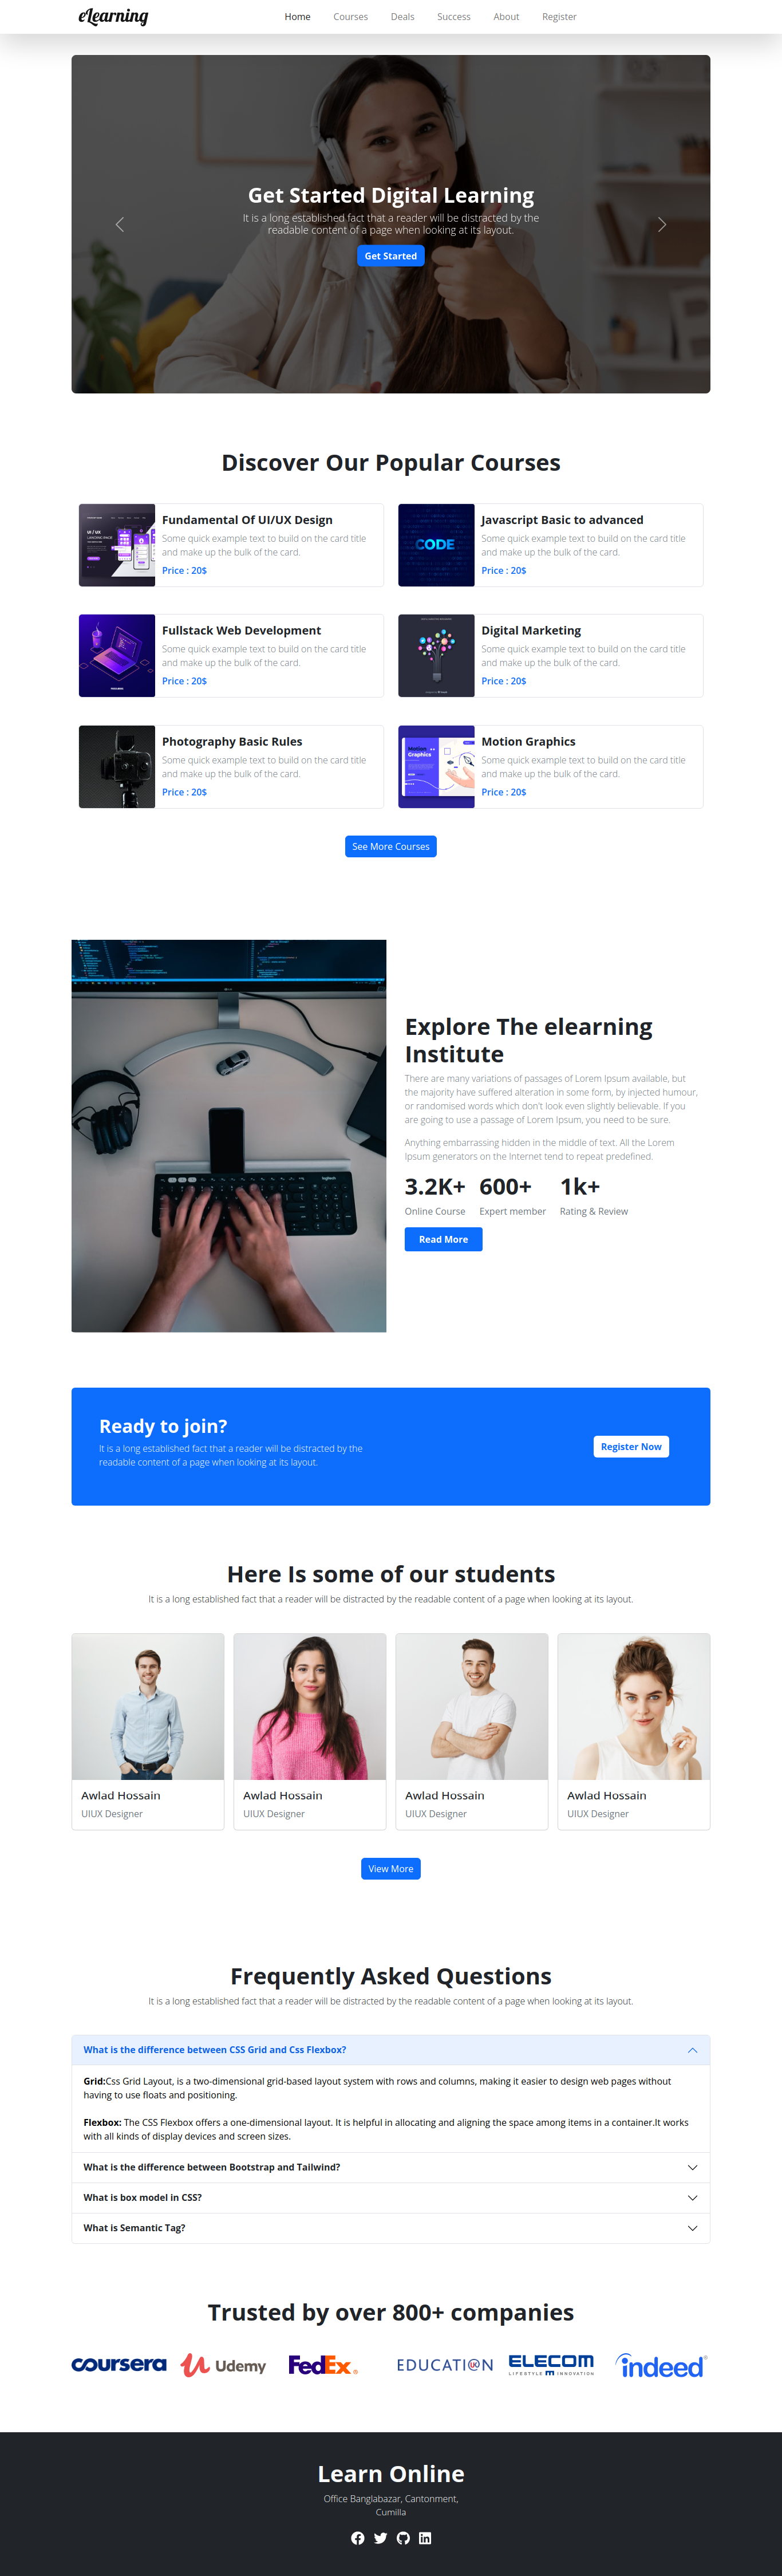 eLearning
Home Courses Deals Success About Register
Get Started Digital Learning
It is a long established fact that a reader will be distracted by the
readable content of a page when looking at its layout.
Get Started
Discover Our Popular Courses
UI / UX
CODE
Fundamental Of UI/UX Design
Some quick example text to build on the card title
and make up the bulk of the card.
Price : 20$
Javascript Basic to advanced
Some quick example text to build on the card title
and make up the bulk of the card.
Price : 20$
Fullstack Web Development
Some quick example text to build on the card title
and make up the bulk of the card.
Price : 20$
Digital Marketing
Some quick example text to build on the card title
and make up the bulk of the card.
Price : 20$
Photography Basic Rules
Some quick example text to build on the card title
and make up the bulk of the card.
Price : 20$
Motion
Graphics
Motion Graphics
Some quick example text to build on the card title
and make up the bulk of the card.
Price : 20$
See More Courses
logitech
Explore The elearning
Institute
There are many variations of passages of Lorem Ipsum available, but
the majority have suffered alteration in some form, by injected humour,
or randomised words which don't look even slightly believable. If you
are going to use a passage of Lorem Ipsum, you need to be sure.
Anything embarrassing hidden in the middle of text. All the Lorem
Ipsum generators on the Internet tend to repeat predefined.
3.2K+ 600+ 1k+
Online Course Expert member Rating & Review
Read More
Ready to join?
It is a long established fact that a reader will be distracted by the
readable content of a page when looking at its layout.
Register Now
Here Is some of our students
It is a long established fact that a reader will be distracted by the readable content of a page when looking at its layout.
Awlad Hossain Awlad Hossain Awlad Hossain Awlad Hossain
UIUX Designer UIUX Designer UIUX Designer UIUX Designer
View More
Frequently Asked Questions
It is a long established fact that a reader will be distracted by the readable content of a page when looking at its layout.
What is the difference between CSS Grid and Css Flexbox?
Grid:Css Grid Layout, is a two-dimensional grid-based layout system with rows and columns, making it easier to design web pages without
having to use floats and positioning.
Flexbox: The CSS Flexbox offers a one-dimensional layout. It is helpful in allocating and aligning the space among items in a container.It works
with all kinds of display devices and screen sizes.
What is the difference between Bootstrap and Tailwind?
What is box model in CSS?
What is Semantic Tag?
Trusted by over 800+ companies
coursera Udemy FedEx ® EDUCATI@N UK ELECOM indeed ®
LIFESTYLE INNOVATION
Learn Online
Office Banglabazar, Cantonment,
Cumilla